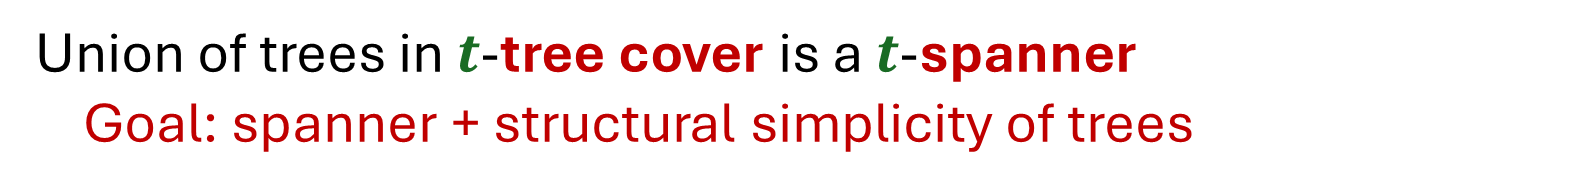 Union of trees in t-tree cover is a t-spanner
Goal: spanner + structural simplicity of trees